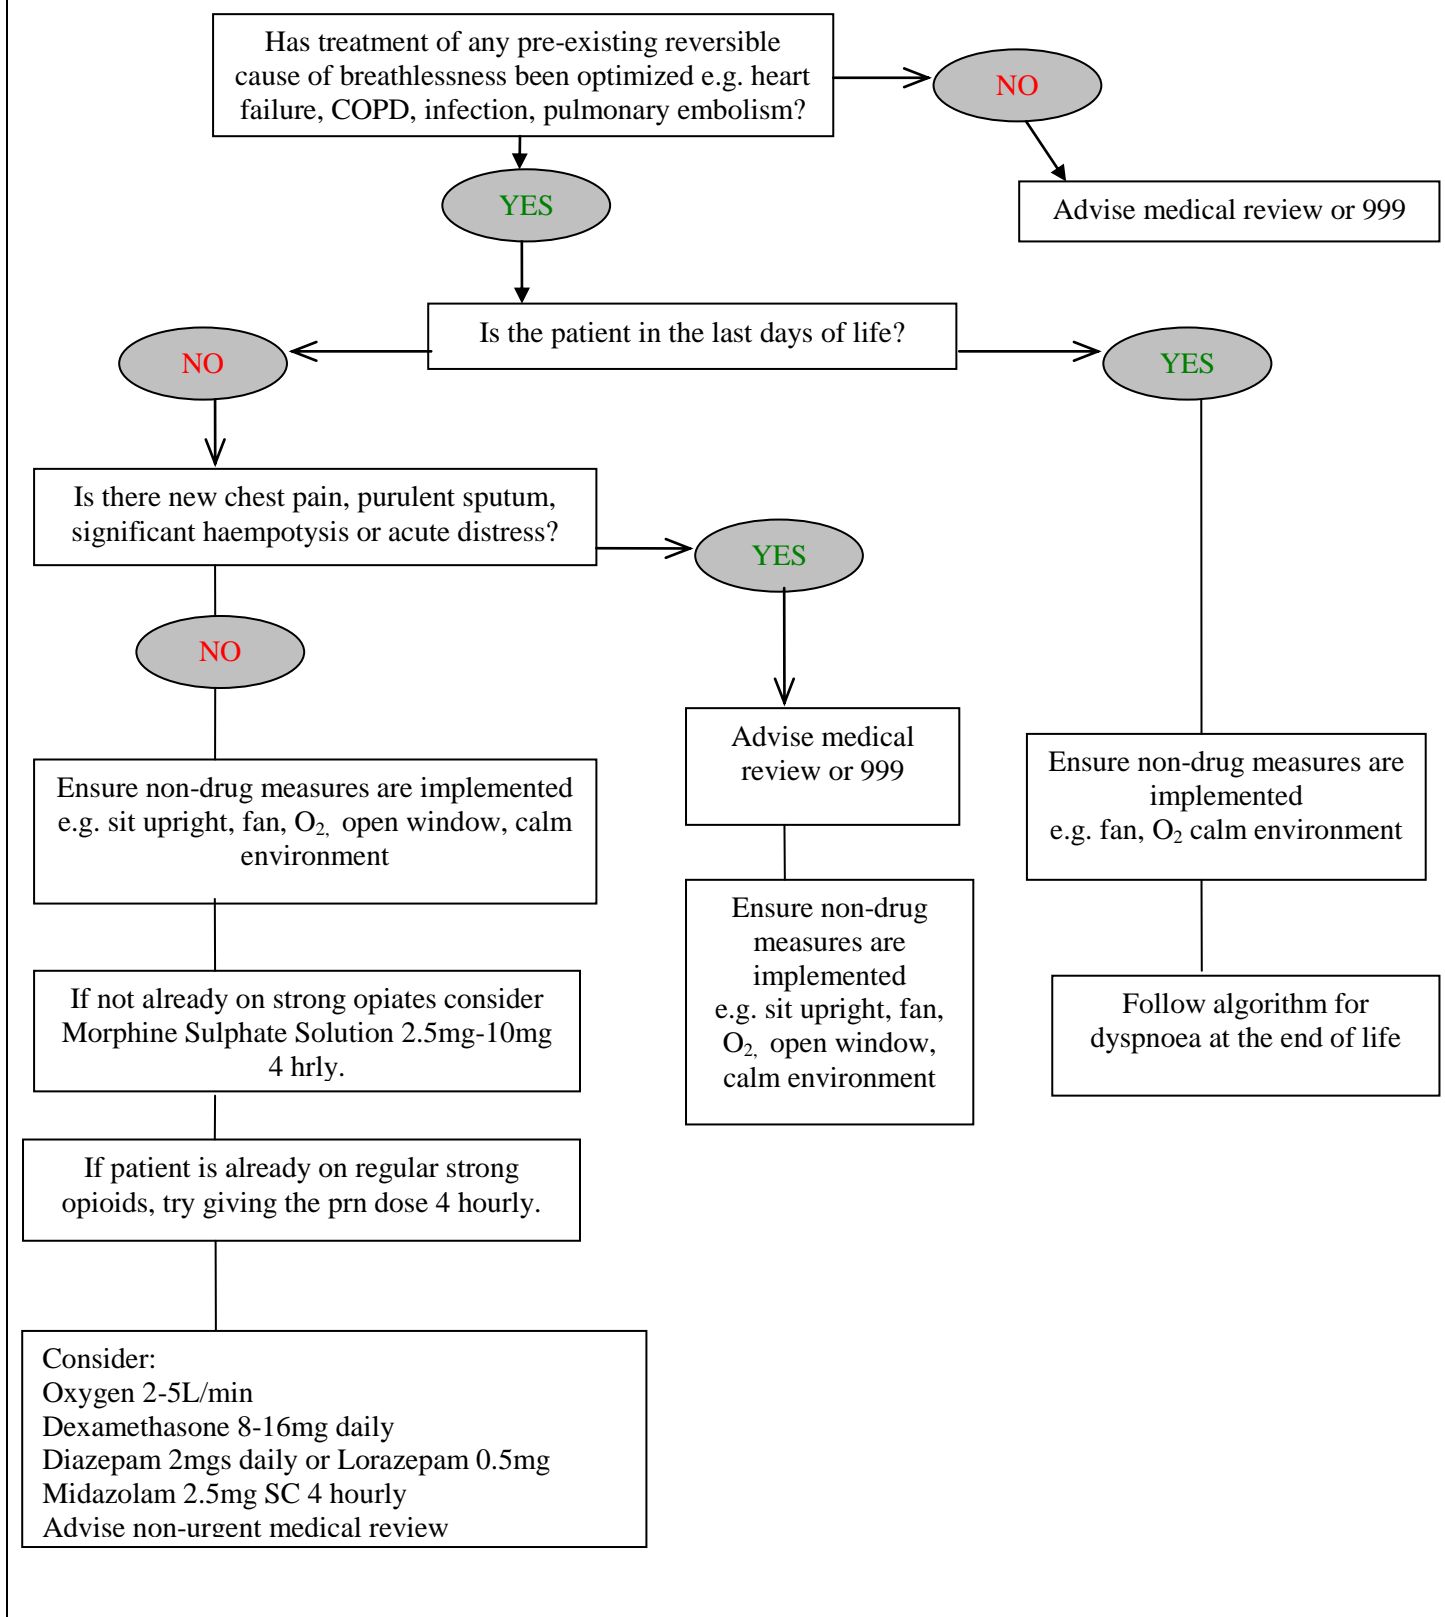 Has treatment of any pre-existing reversible
cause of breathlessness been optimized e.g. heart
failure, COPD, infection, pulmonary embolism?
NO
YES
Advise medical review or 999
Is the patient in the last days of life?
NO
YES
Is there new chest pain, purulent sputum,
significant haempotysis or acute distress?
YES
NO
Advise medical
review or 999
Ensure non-drug measures are
implemented
e.g. fan, O2 calm environment
Ensure non-drug measures are implemented
e.g. sit upright, fan, O2, open window, calm
environment
Ensure non-drug
measures are
implemented
e.g. sit upright, fan,
O2, open window,
calm environment
If not already on strong opiates consider
Morphine Sulphate Solution 2.5mg-10mg
4 hrly.
Follow algorithm for
dyspnoea at the end of life
If patient is already on regular strong
opioids, try giving the prn dose 4 hourly.
Consider:
Oxygen 2-5L/min
Dexamethasone 8-16mg daily
Diazepam 2mgs daily or Lorazepam 0.5mg
Midazolam 2.5mg SC 4 hourly
Advise non-urgent medical review